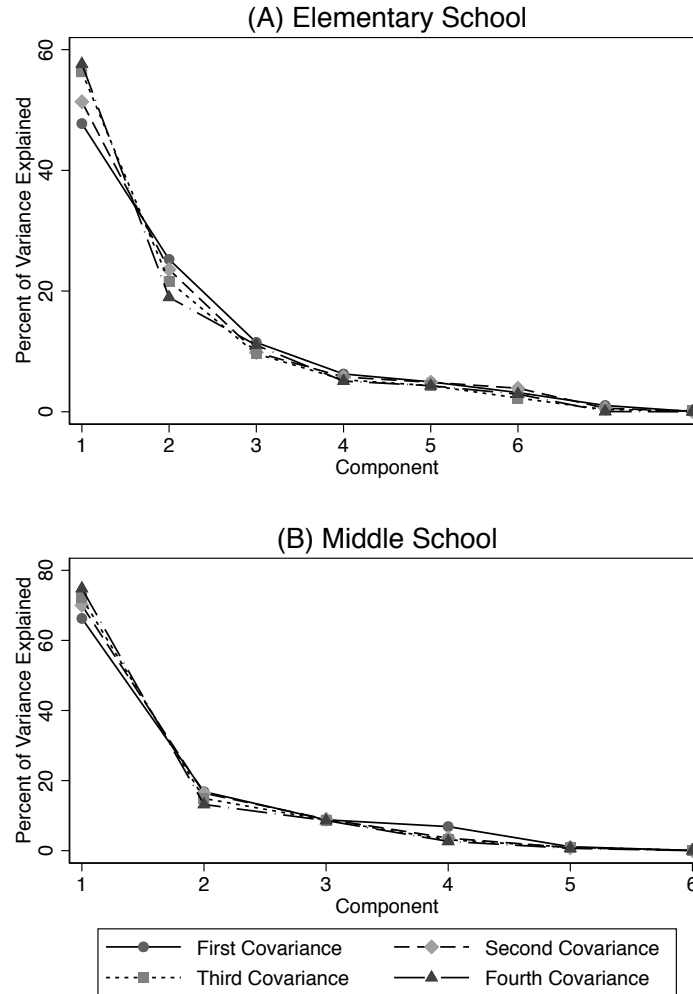 (A) Elementary School
Percent of Variance Explained
60
40
20
0
1 2 3 4 5 6
Component
(B) Middle School
Percent of Variance Explained
80
60
40
20
0
1 2 3 4 5 6
Component
First Covariance Second Covariance
Third Covariance Fourth Covariance